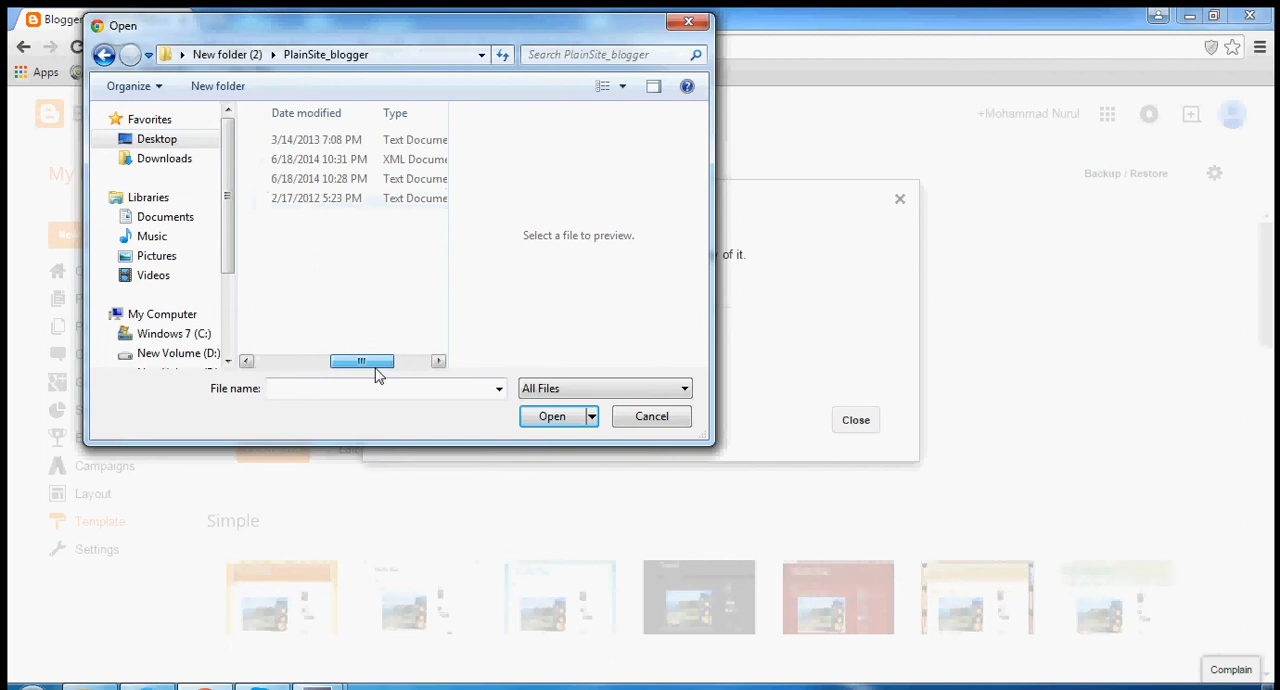 Blogger
Open
New folder (2)
PlainSite_blogger
Search PlainSite_blogger
Apps
Organize
New folder
Favorites
Desktop
Downloads
Libraries
Documents
Music
Pictures
Videos
My Computer
Windows 7 (C:)
New Volume (D:)
Date modified
Type
3/14/2013 7:08 PM
Text Docume
6/18/2014 10:31 PM
XML Docume
6/18/2014 10:28 PM
Text Docume
2/17/2012 5:23 PM
Text Docume
Select a file to preview.
File name:
All Files
Open
Cancel
+Mohammad Nurul
My
Backup / Restore
of it.
Close
Campaigns
Layout
Template
Settings
Simple
Complain